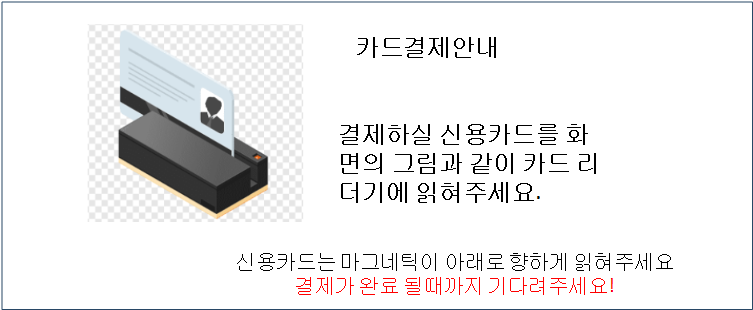 카드결제안내
결제하실 신용카드를 화
면의 그림과 같이 카드 리
더기에 읽혀주세요.
신용카드는 마그네틱이 아래로 향하게 읽혀주세요
결제가 완료 될때까지 기다려주세요!